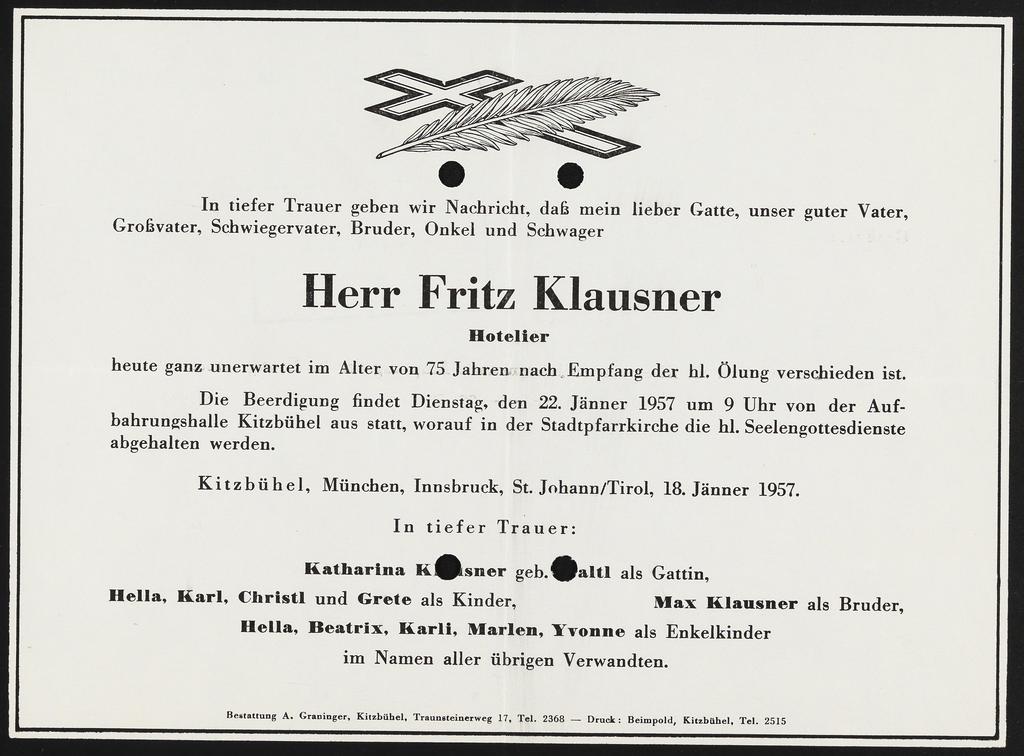 In tiefer Trauer geben wir Nachricht, daß mein lieber Gatte, unser guter Vater,
Großvater, Schwiegervater, Bruder, Onkel und Schwager
Herr Fritz Klausner
Hotelier
heute ganz unerwartet im Alter von 75 Jahren nach Empfang der hl. Ölung verschieden ist.
Die Beerdigung findet Dienstag, den 22. Jänner 1957 um 9 Uhr von der Auf-
bahrungshalle Kitzbühel aus statt, worauf in der Stadtpfarrkirche die hl. Seelengottesdienste
abgehalten werden.
Kitzbühel, München, Innsbruck, St. Johann/Tirol, 18. Jänner 1957.
In tiefer Trauer:
Katharina Klausner geb. als Gattin,
Hella, Karl, Christl und Grete als Kinder, Max Klausner als Bruder,
Hella, Beatrix, Karli, Marlen, Yvonne als Enkelkinder
im Namen aller übrigen Verwandten.
Bestattung A. Graninger, Kitzbühel, Traunsteinerweg 17, Tel. 2368 — Druck: Beimpold, Kitzbühel, Tel. 2515